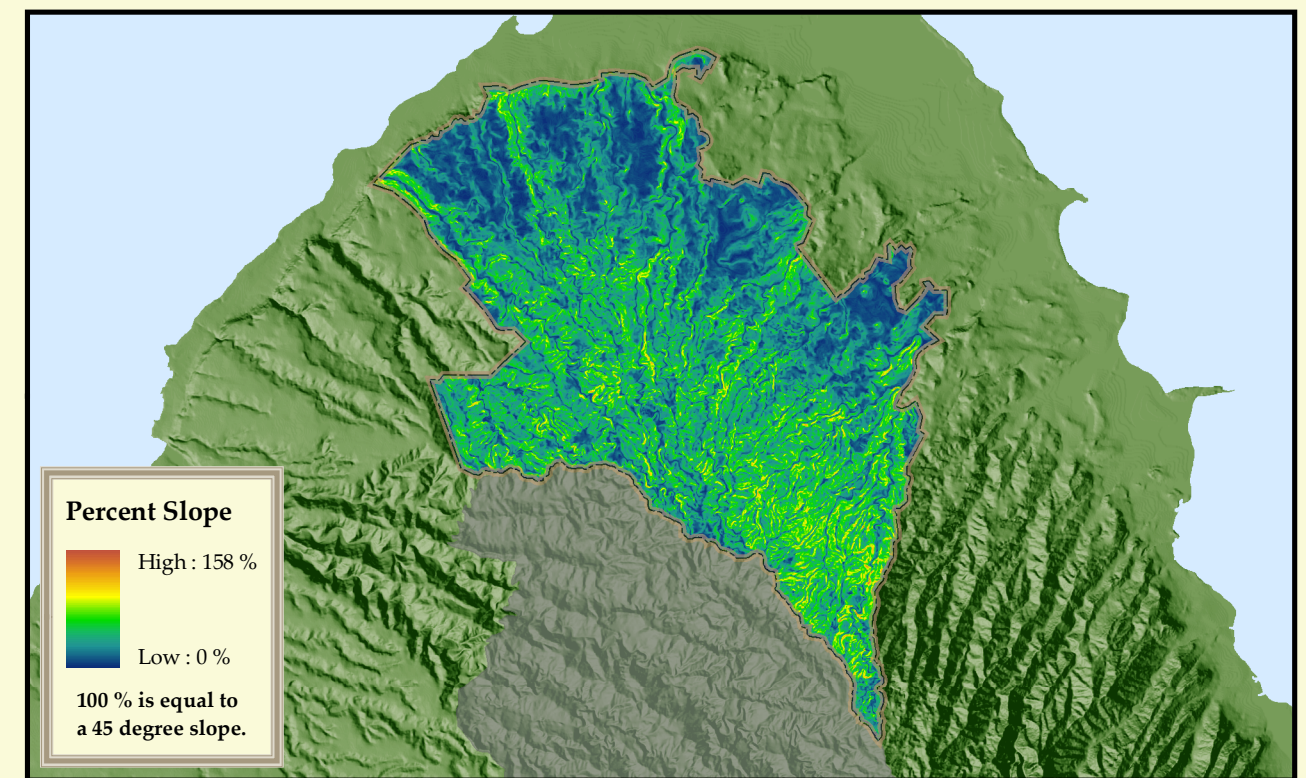 Percent Slope
High : 158 %
Low : 0 %
100 % is equal to
a 45 degree slope.